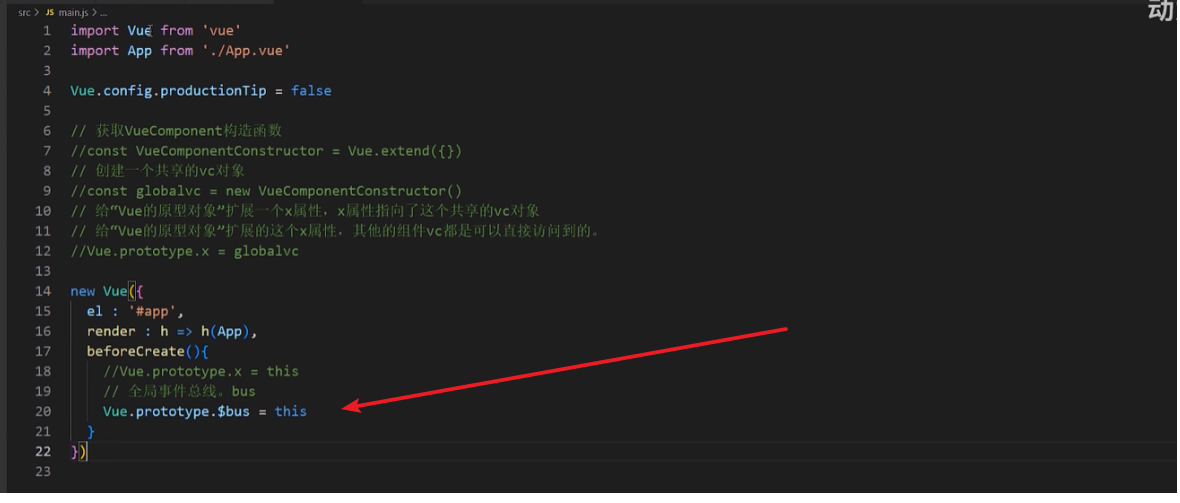 src > JS main.js > ...
动
1 import Vue from 'vue'
2 import App from './App.vue'
3
4 Vue.config.productionTip = false
5
6 // 获取VueComponent构造函数
7 //const VueComponentConstructor = Vue.extend({})
8 // 创建一个共享的vc对象
9 //const globalvc = new VueComponentConstructor()
10 // 给“Vue的原型对象”扩展一个x属性，x属性指向了这个共享的vc对象
11 // 给“Vue的原型对象”扩展的这个x属性，其他的组件vc都是可以直接访问到的。
12 //Vue.prototype.x = globalvc
13
14 new Vue({
15 el : '#app',
16 render : h => h(App),
17 beforeCreate(){
18 //Vue.prototype.x = this
19 // 全局事件总线。bus
20 Vue.prototype.$bus = this
21 }
22 })
23